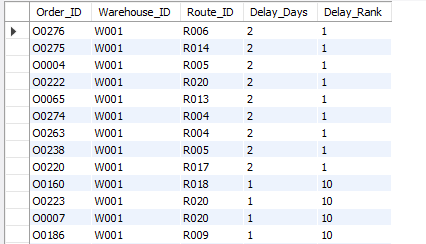 Order_ID Warehouse_ID Route_ID Delay_Days Delay_Rank
O0276 W001 R006 2 1
O0275 W001 R014 2 1
O0004 W001 R005 2 1
O0222 W001 R020 2 1
O0065 W001 R013 2 1
O0274 W001 R004 2 1
O0263 W001 R004 2 1
O0238 W001 R005 2 1
O0220 W001 R017 2 1
O0160 W001 R018 1 10
O0223 W001 R020 1 10
O0007 W001 R020 1 10
O0186 W001 R009 1 10